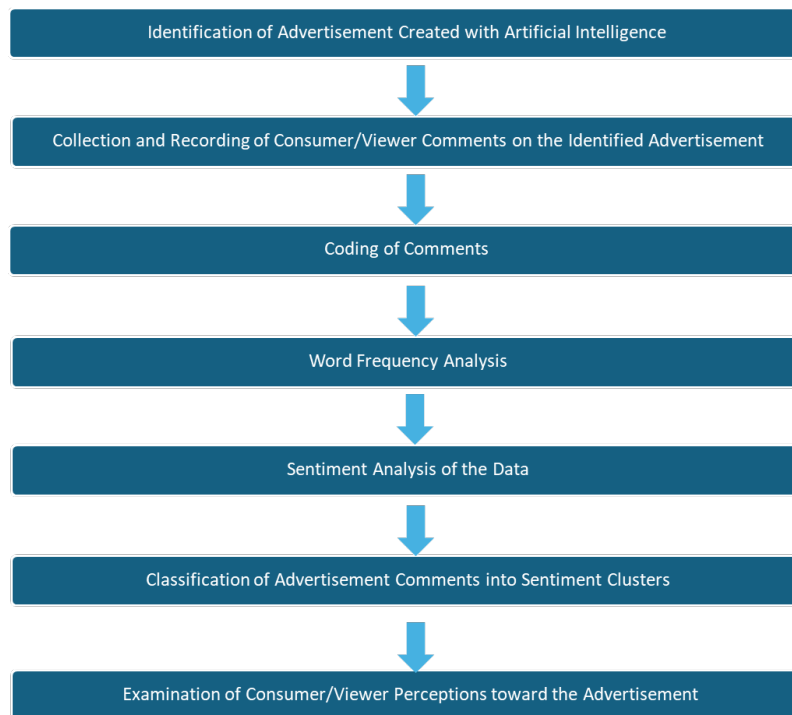 Identification of Advertisement Created with Artificial Intelligence
Collection and Recording of Consumer/Viewer Comments on the Identified Advertisement
Coding of Comments
Word Frequency Analysis
Sentiment Analysis of the Data
Classification of Advertisement Comments into Sentiment Clusters
Examination of Consumer/Viewer Perceptions toward the Advertisement